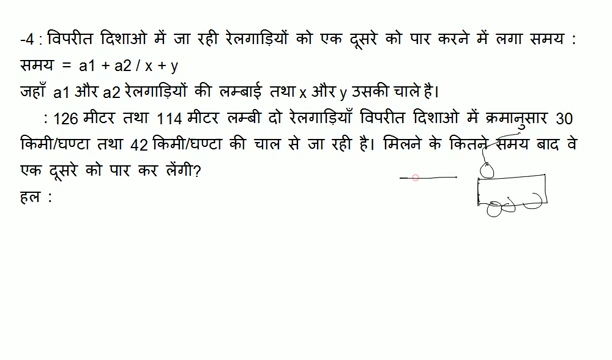 -4 : विपरीत दिशाओ में जा रही रेलगाड़ियों को एक दूसरे को पार करने में लगा समय :
समय = a1 + a2 / x + y
जहाँ a1 और a2 रेलगाड़ियों की लम्बाई तथा x और y उसकी चाले है।
: 126 मीटर तथा 114 मीटर लम्बी दो रेलगाड़ियाँ विपरीत दिशाओ में क्रमानुसार 30
किमी/घण्टा तथा 42 किमी/घण्टा की चाल से जा रही है। मिलने के कितने समय बाद वे
एक दूसरे को पार कर लेंगी?
हल :